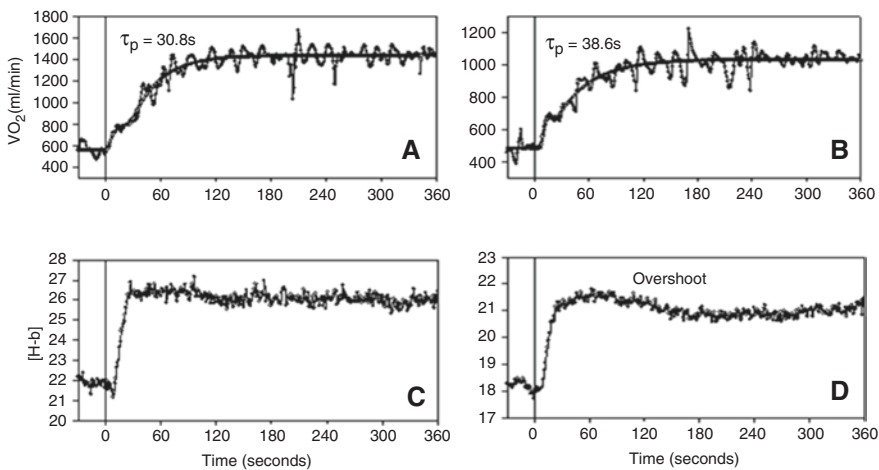 τp = 30.8s
VO2(ml/min)
1800
1600
1400
1200
1000
800
600
400
0 60 120 180 240 300 360
A
τp = 38.6s
1200
1000
800
600
400
0 60 120 180 240 300 360
B
[H-b]
28
27
26
25
24
23
22
21
20
0 60 120 180 240 300 360
Time (seconds)
C
Overshoot
23
22
21
20
19
18
17
0 60 120 180 240 300 360
Time (seconds)
D